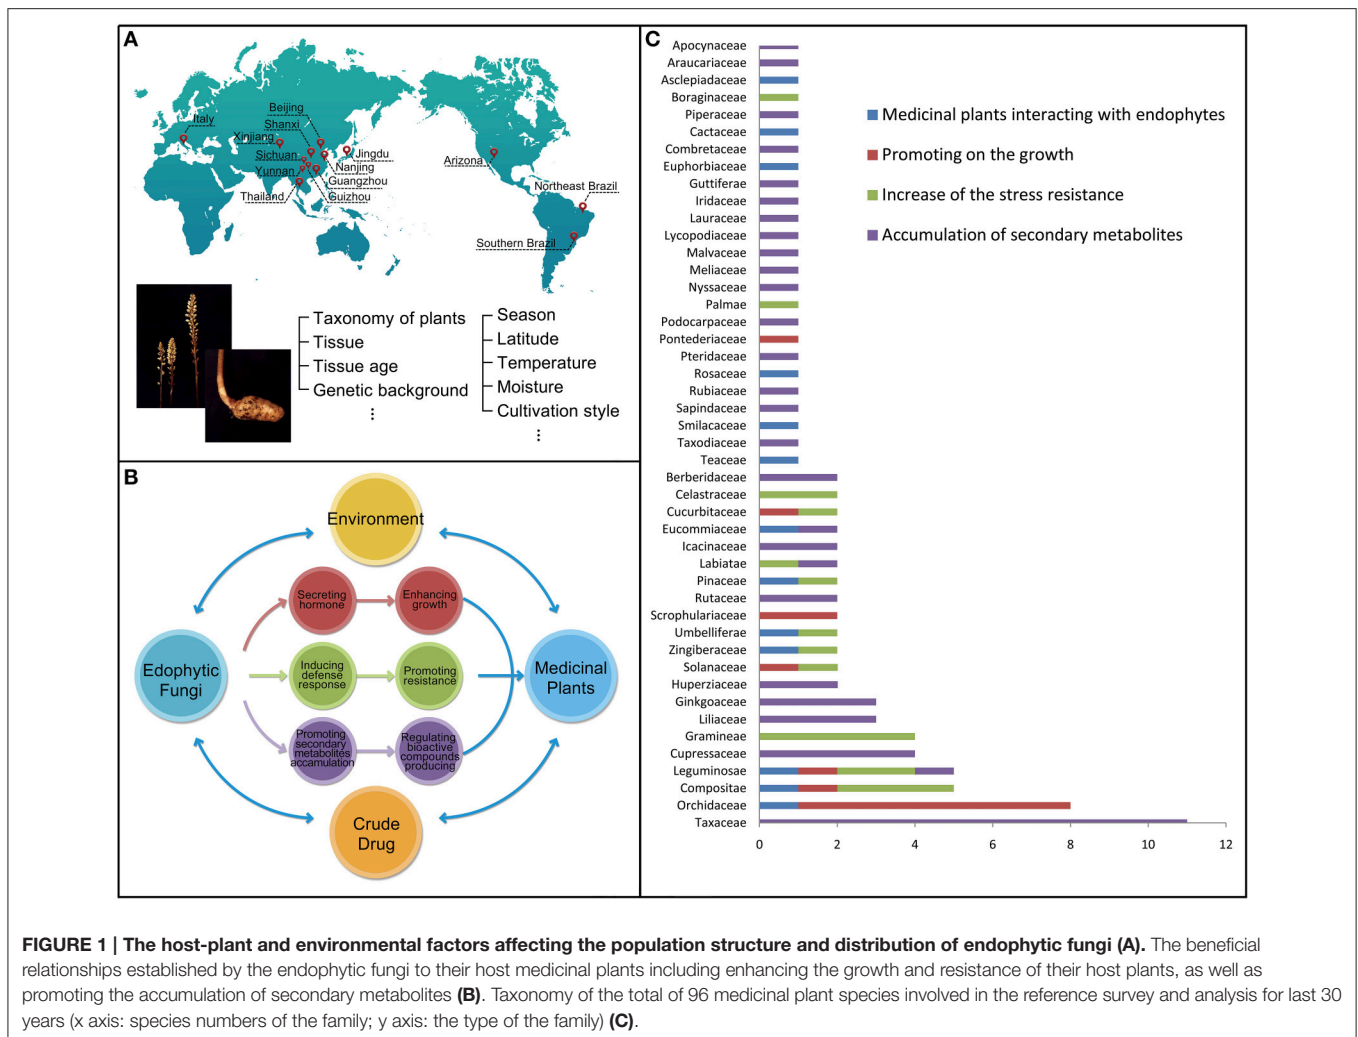 A
Italy
Beijing
Shanxi
Xinjiang
Sichuan
Yunnan
Thailand
Jingdu
Nanjing
Guangzhou
Guizhou
Arizona
Northeast Brazil
Southern Brazil
Taxonomy of plants
Tissue
Tissue age
Genetic background
⋮
Season
Latitude
Temperature
Moisture
Cultivation style
⋮
B
Environment
Secreting
hormone
Enhancing
growth
Edophytic
Fungi
Inducing
defense
response
Promoting
resistance
Medicinal
Plants
Promoting
secondary
metabolites
accumulation
Regulating
bioactive
compounds
producing
Crude
Drug
C
Apocynaceae
Araucariaceae
Asclepiadaceae
Boraginaceae
Piperaceae
Cactaceae
Combretaceae
Euphorbiaceae
Guttiferae
Iridaceae
Lauraceae
Lycopodiaceae
Malvaceae
Meliaceae
Nyssaceae
Palmae
Podocarpaceae
Pontederiaceae
Pteridaceae
Rosaceae
Rubiaceae
Sapindaceae
Smilacaceae
Taxodiaceae
Teaceae
Berberidaceae
Celastraceae
Cucurbitaceae
Eucommiaceae
Icacinaceae
Labiatae
Pinaceae
Rutaceae
Scrophulariaceae
Umbelliferae
Zingiberaceae
Solanaceae
Huperziaceae
Ginkgoaceae
Liliaceae
Gramineae
Cupressaceae
Leguminosae
Compositae
Orchidaceae
Taxaceae
0 2 4 6 8 10 12
Medicinal plants interacting with endophytes
Promoting on the growth
Increase of the stress resistance
Accumulation of secondary metabolites
FIGURE 1 | The host-plant and environmental factors affecting the population structure and distribution of endophytic fungi (A). The beneficial
relationships established by the endophytic fungi to their host medicinal plants including enhancing the growth and resistance of their host plants, as well as
promoting the accumulation of secondary metabolites (B). Taxonomy of the total of 96 medicinal plant species involved in the reference survey and analysis for last 30
years (x axis: species numbers of the family; y axis: the type of the family) (C).